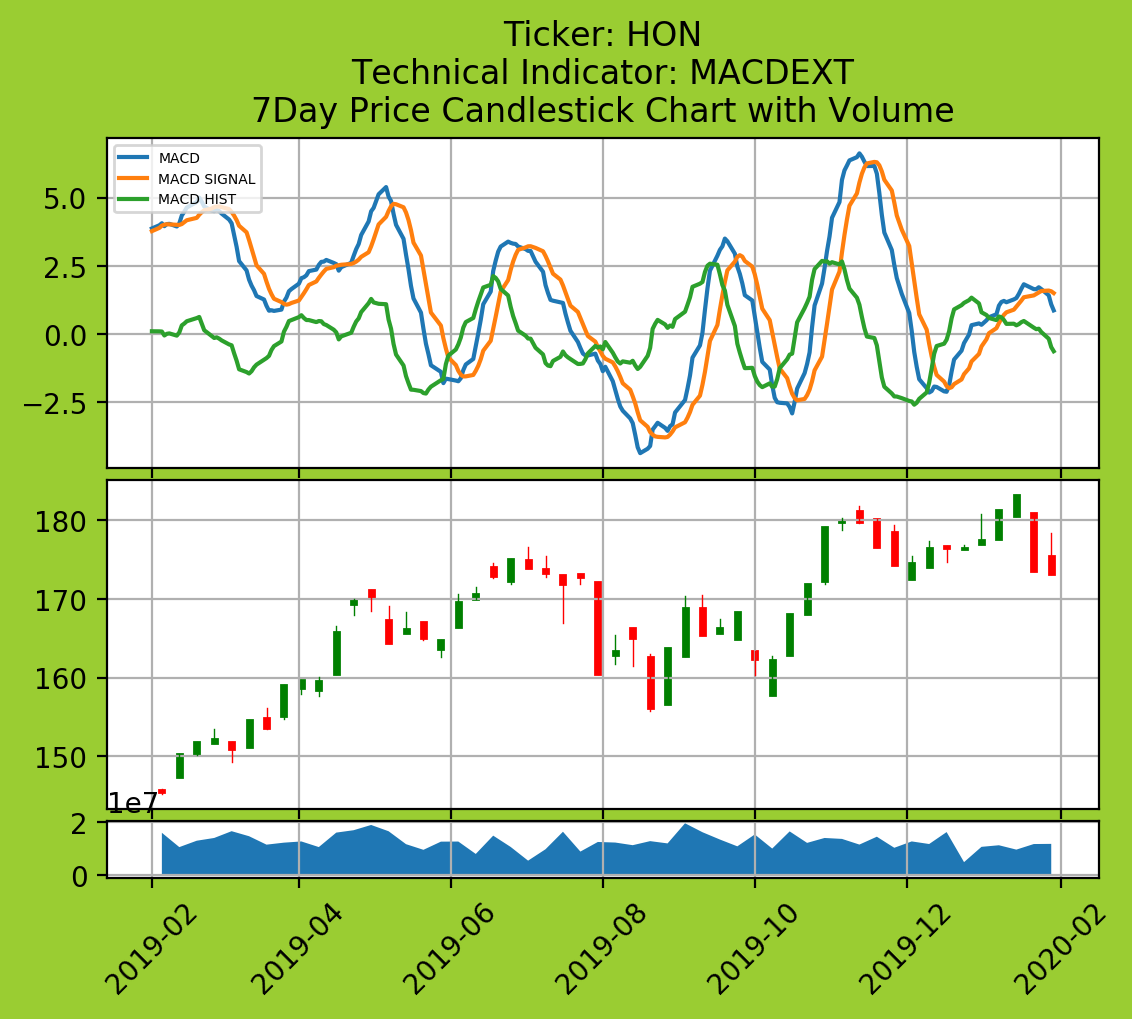 Ticker: HON
Technical Indicator: MACDEXT
7Day Price Candlestick Chart with Volume
MACD
MACD SIGNAL
MACD HIST
5.0
2.5
0.0
−2.5
180
170
160
150
1e7
2
0
2019-02
2019-04
2019-06
2019-08
2019-10
2019-12
2020-02